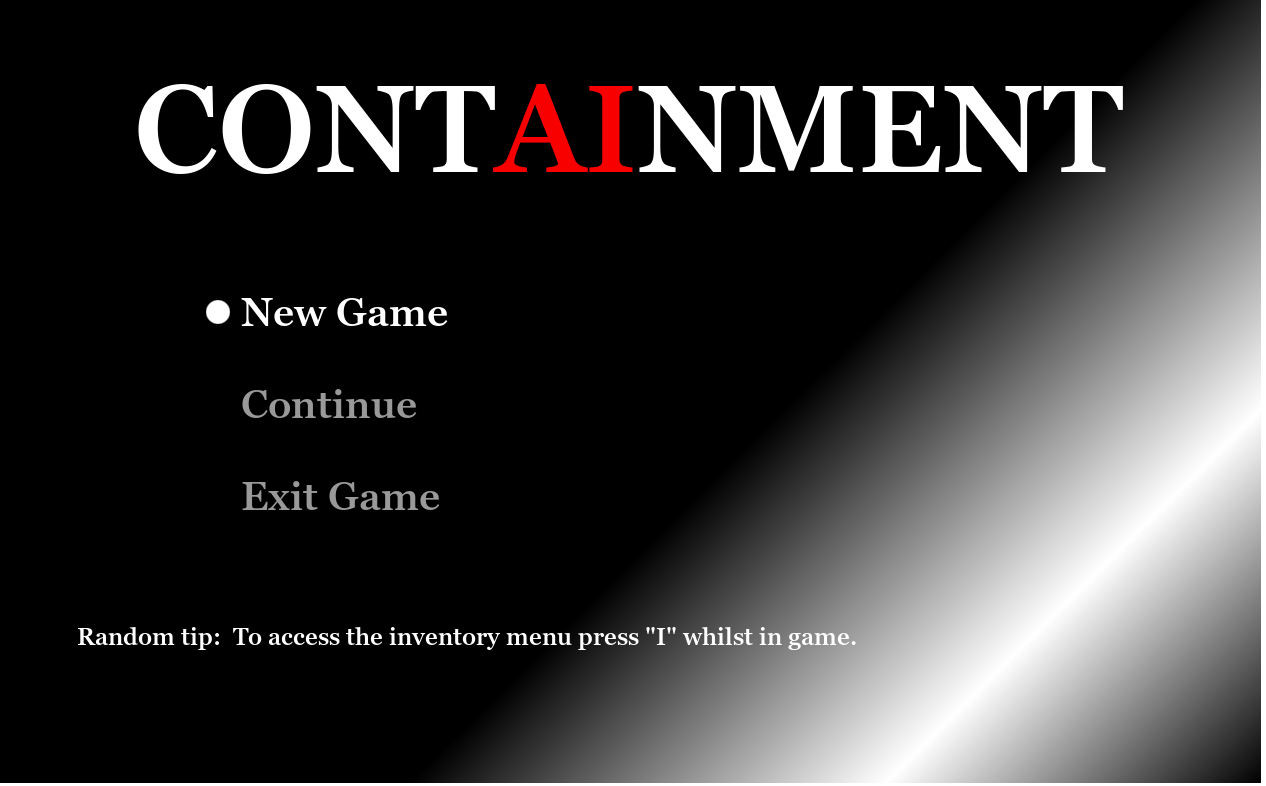 CONTAINMENT
New Game
Continue
Exit Game
Random tip:  To access the inventory menu press "I" whilst in game.